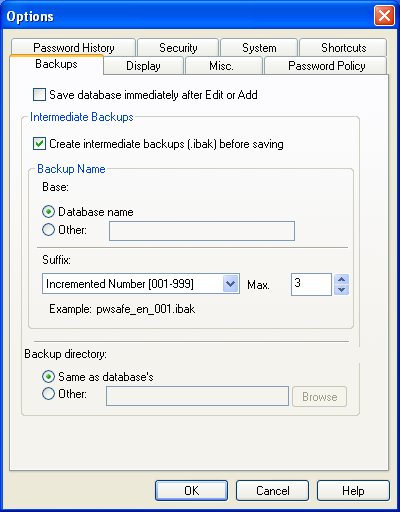 Options
Password History Security System Shortcuts
Backups Display Misc. Password Policy
Save database immediately after Edit or Add
Intermediate Backups
Create intermediate backups (.ibak) before saving
Backup Name
Base:
Database name
Other:
Suffix:
Incremented Number [001-999] Max. 3
Example: pwsafe_en_001.ibak
Backup directory:
Same as database's
Other: Browse
OK Cancel Help